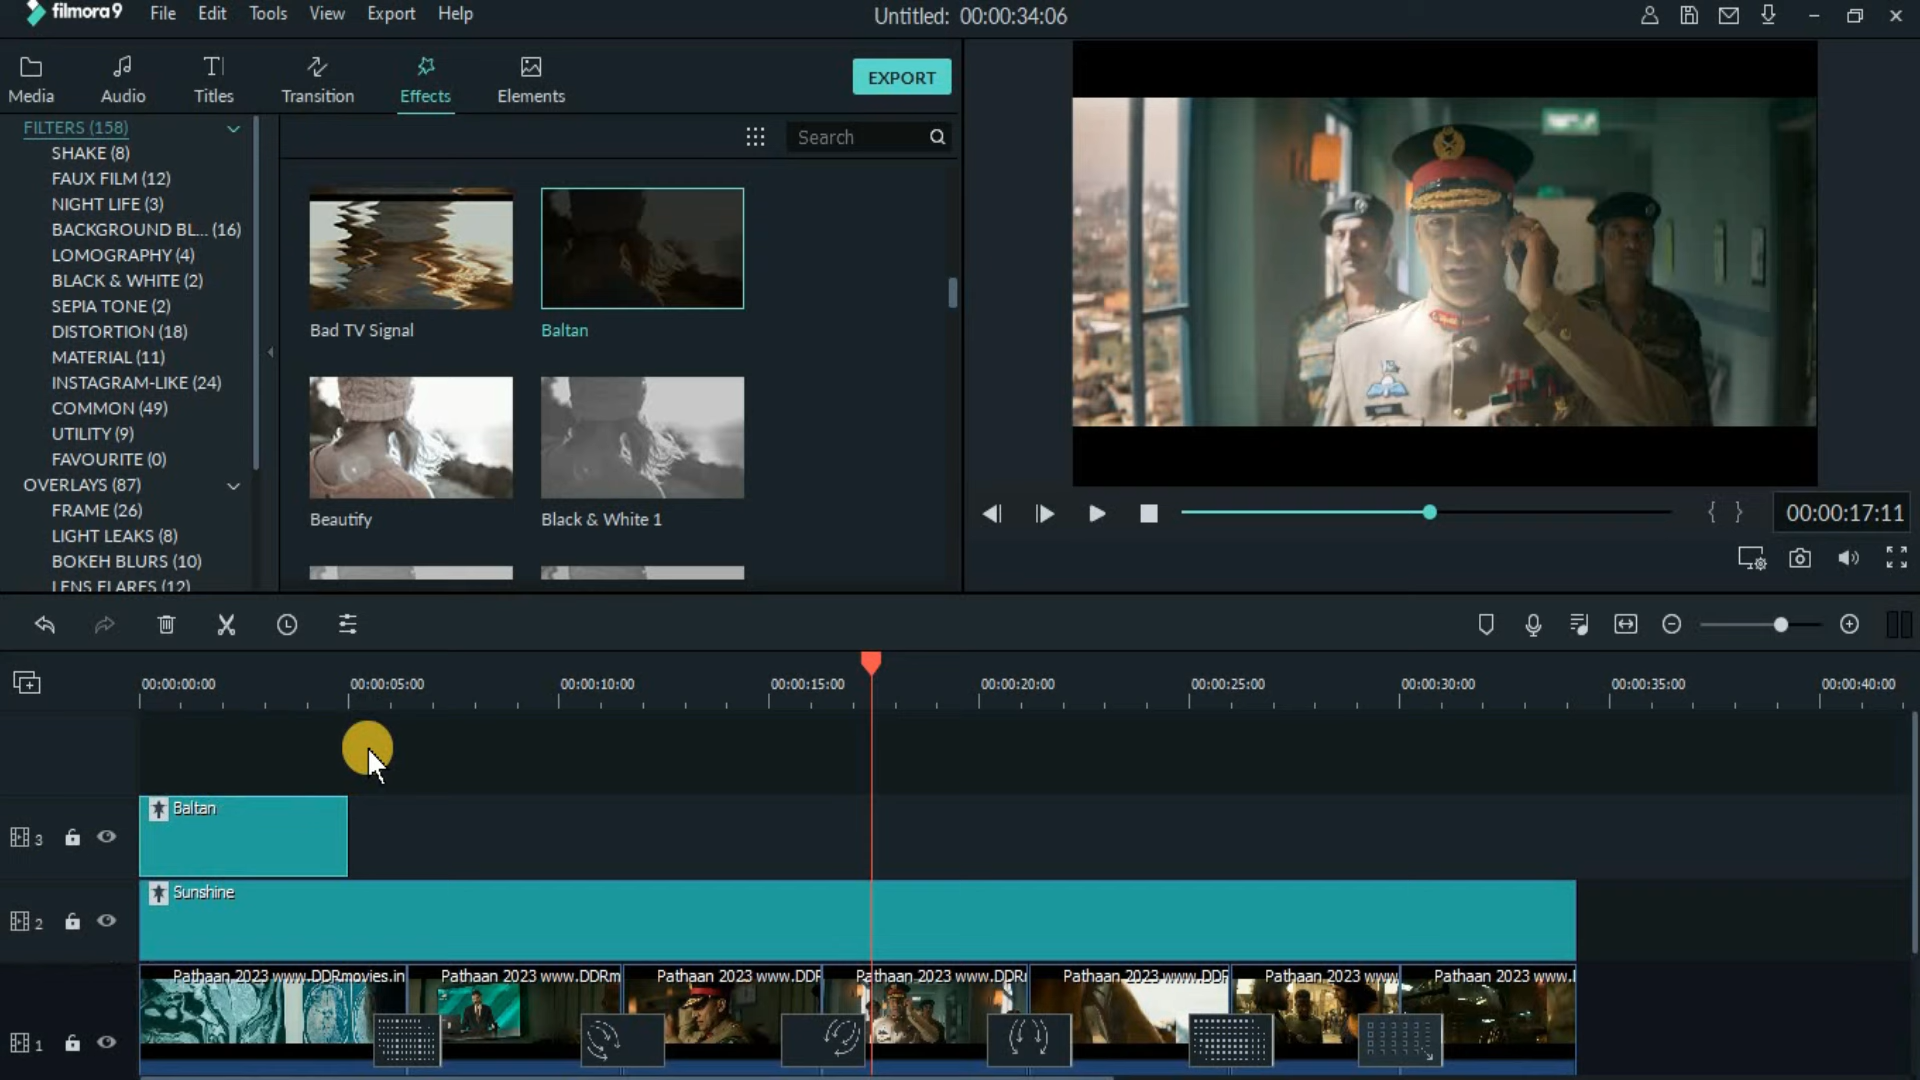 filmora9 File Edit Tools View Export Help Untitled: 00:00:34:06
Media Audio Titles Transition Effects Elements EXPORT
FILTERS (158)
SHAKE (8)
FAUX FILM (12)
NIGHT LIFE (3)
BACKGROUND BL... (16)
LOMOGRAPHY (4)
BLACK & WHITE (2)
SEPIA TONE (2)
DISTORTION (18)
MATERIAL (11)
INSTAGRAM-LIKE (24)
COMMON (49)
UTILITY (9)
FAVOURITE (0)
OVERLAYS (87)
FRAME (26)
LIGHT LEAKS (8)
BOKEH BLURS (10)
LENS FLARES (12)
Search
Bad TV Signal Baltan
Beautify Black & White 1
{ } 00:00:17:11
00:00:00:00 00:00:05:00 00:00:10:00 00:00:15:00 00:00:20:00 00:00:25:00 00:00:30:00 00:00:35:00 00:00:40:00
3 Baltan
2 Sunshine
Pathaan 2023 www.DDRmovies.in Pathaan 2023 www.DDRm Pathaan 2023 www.DDF Pathaan 2023 www.DDRi Pathaan 2023 www.DDF Pathaan 2023 www. Pathaan 2023 www.I
1